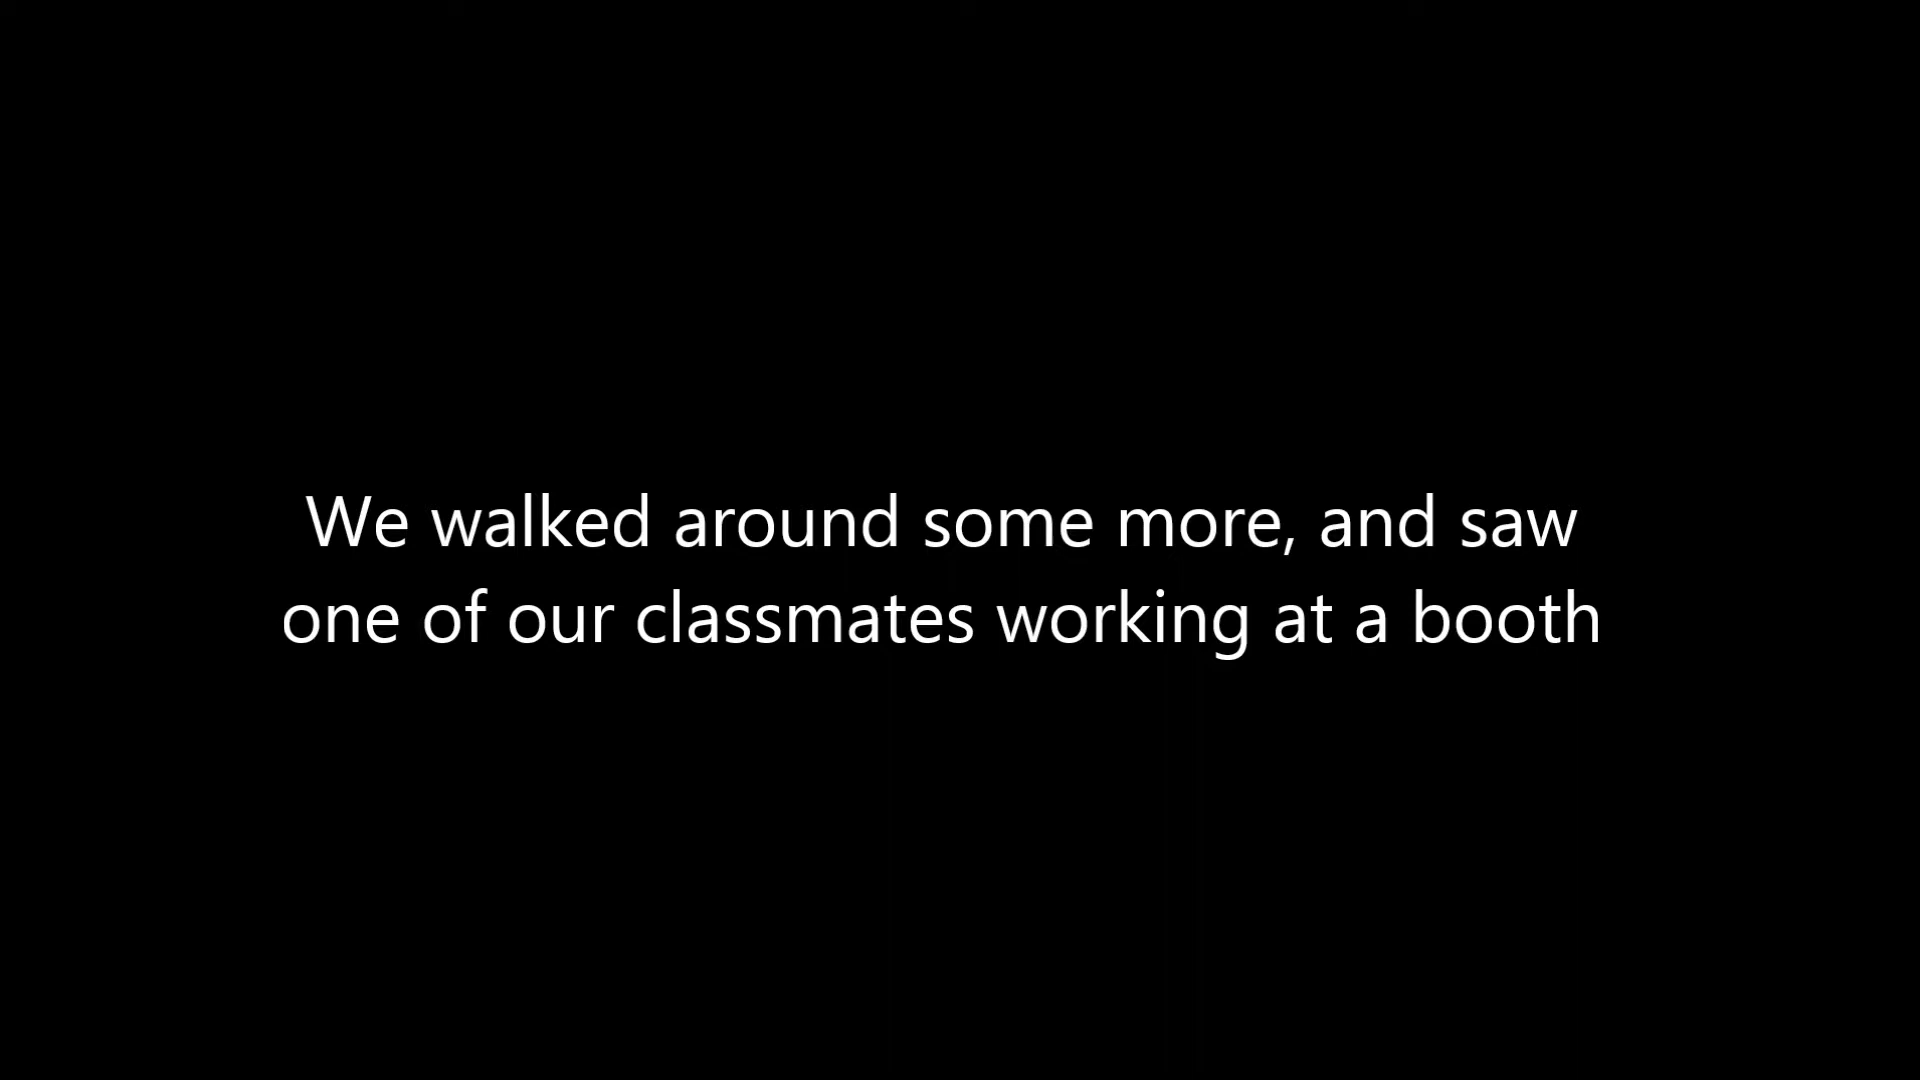 We walked around some more, and saw
one of our classmates working at a booth